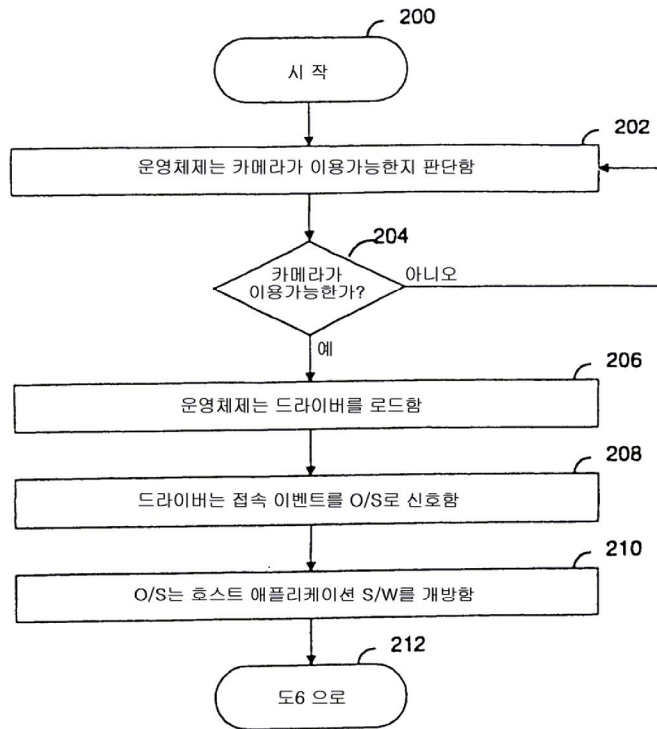 200
시 작
202
운영체제는 카메라가 이용가능한지 판단함
204
카메라가
이용가능한가?
아니오
예
206
운영체제는 드라이버를 로드함
208
드라이버는 접속 이벤트를 O/S로 신호함
210
O/S는 호스트 애플리케이션 S/W를 개방함
212
도6 으로